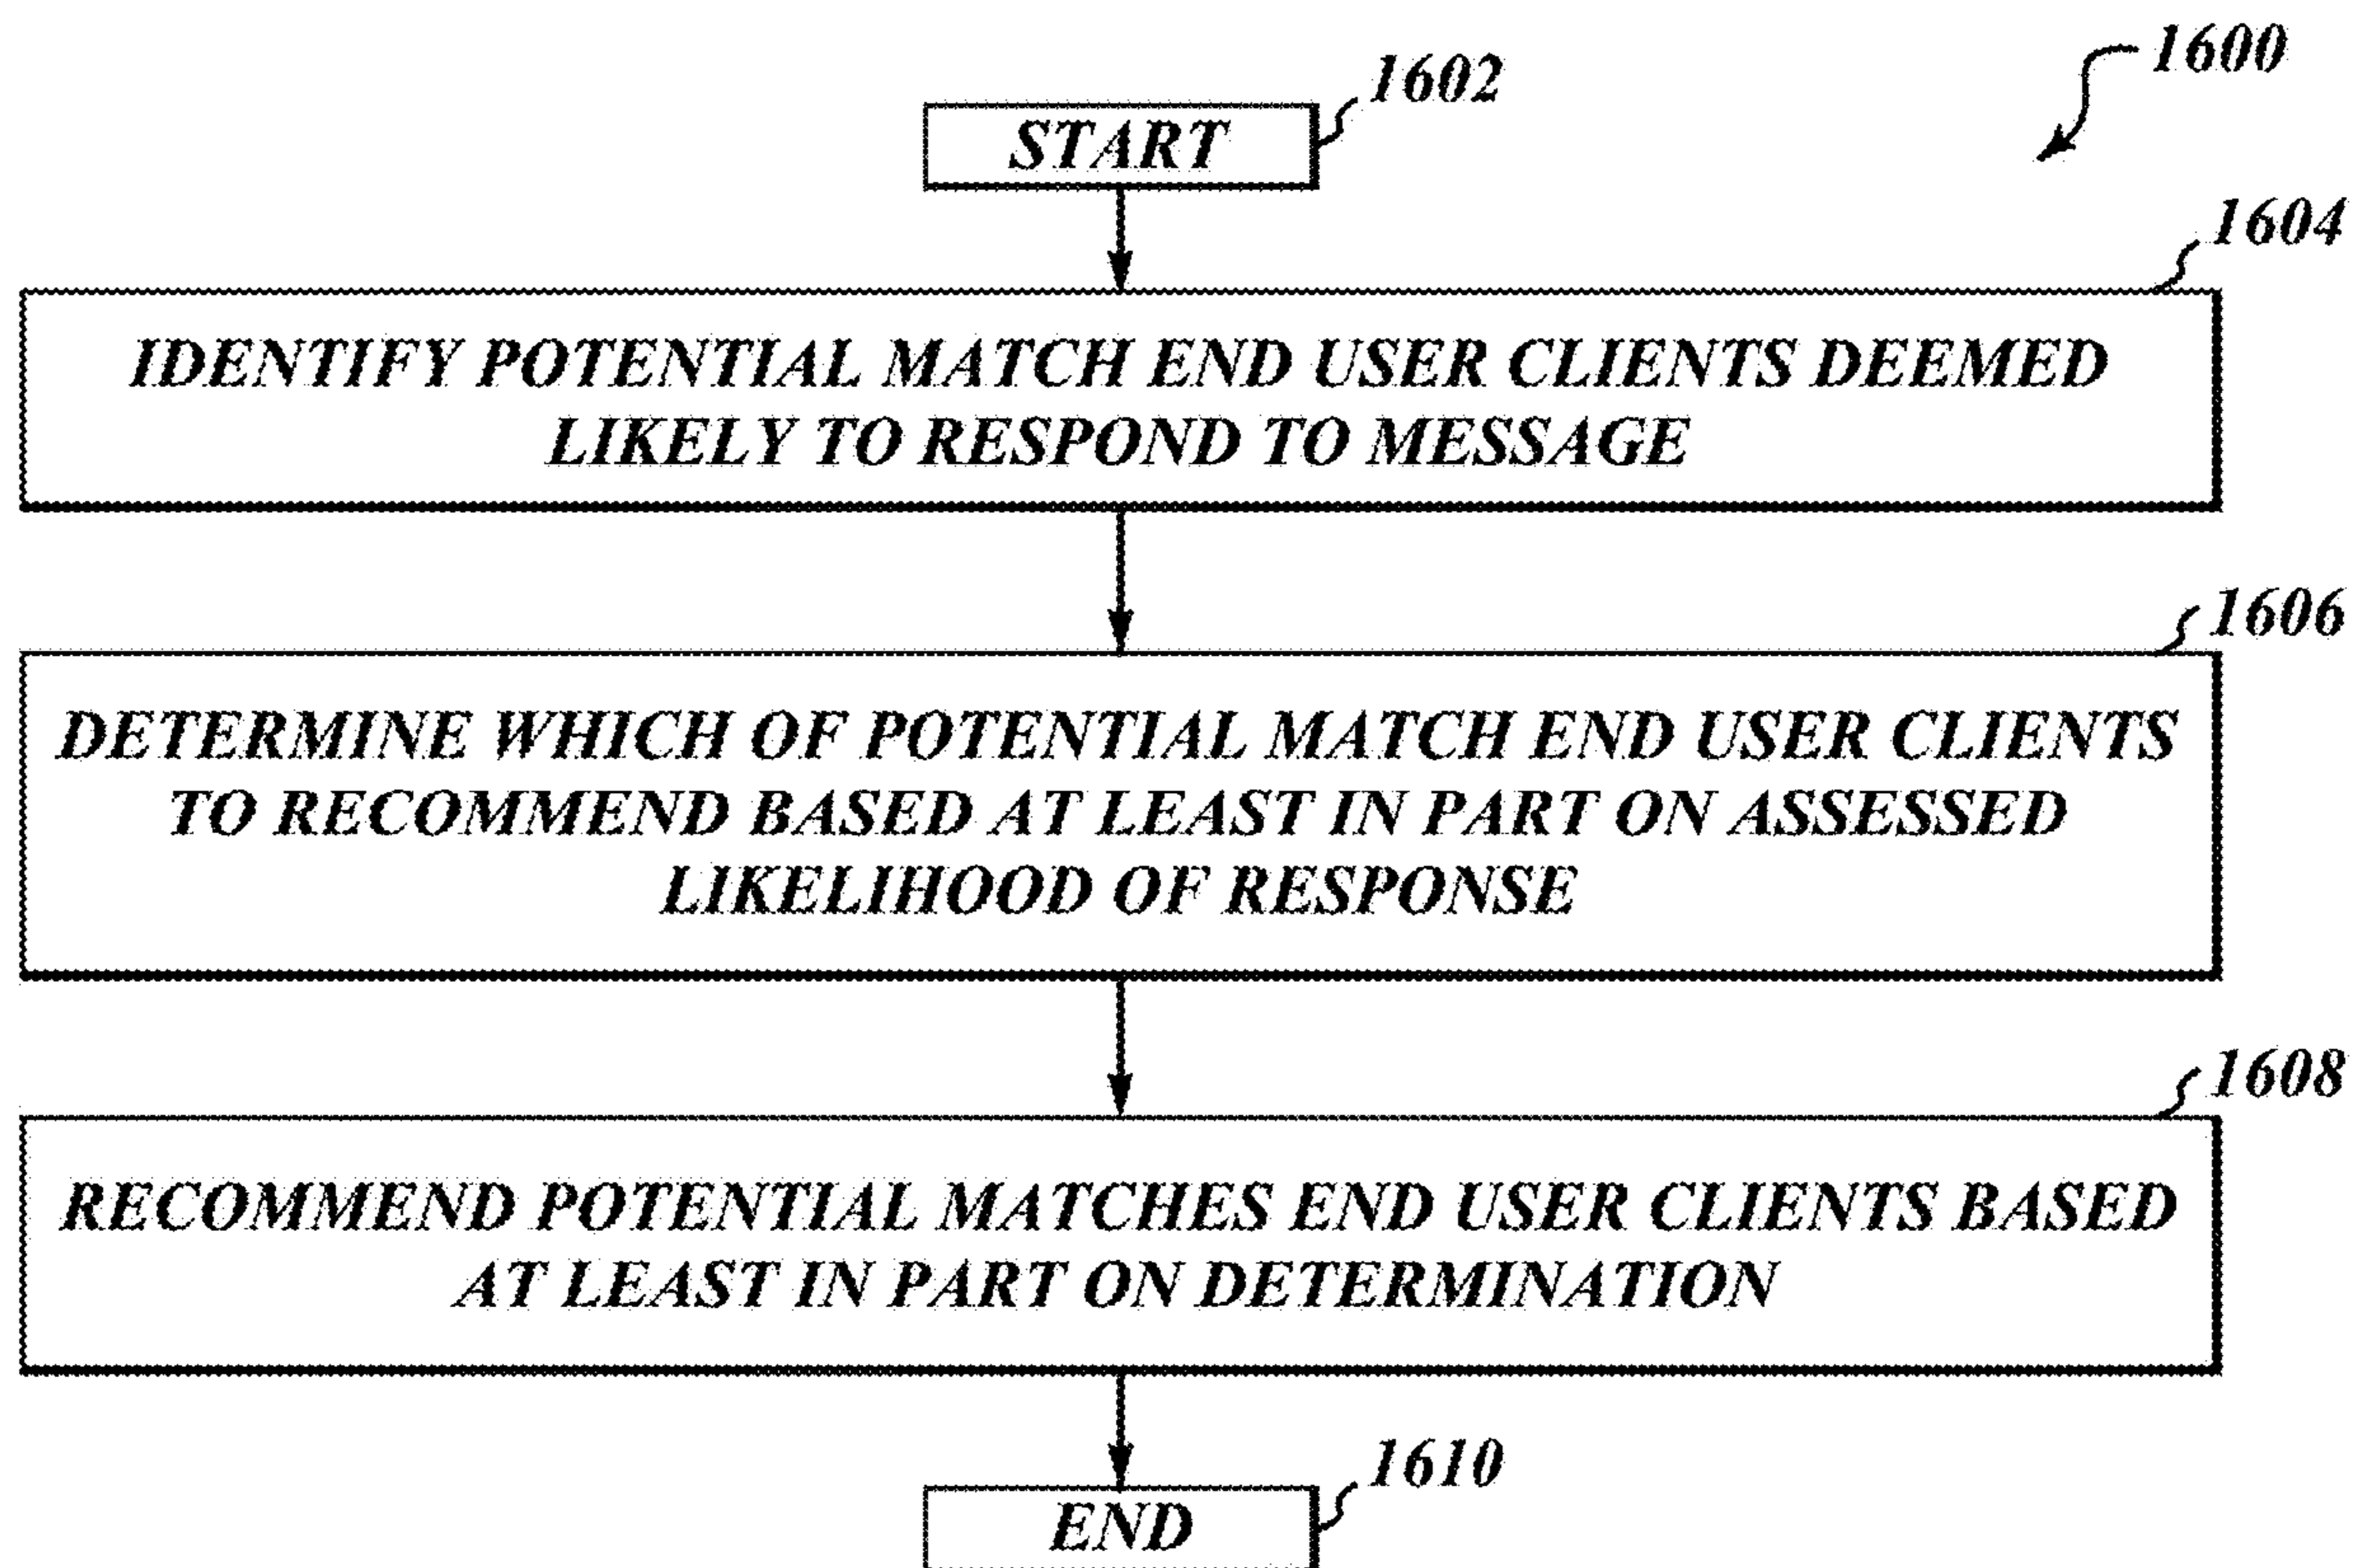 1600
1602
START
1604
IDENTIFY POTENTIAL MATCH END USER CLIENTS DEEMED
LIKELY TO RESPOND TO MESSAGE
1606
DETERMINE WHICH OF POTENTIAL MATCH END USER CLIENTS
TO RECOMMEND BASED AT LEAST IN PART ON ASSESSED
LIKELIHOOD OF RESPONSE
1608
RECOMMEND POTENTIAL MATCHES END USER CLIENTS BASED
AT LEAST IN PART ON DETERMINATION
1610
END